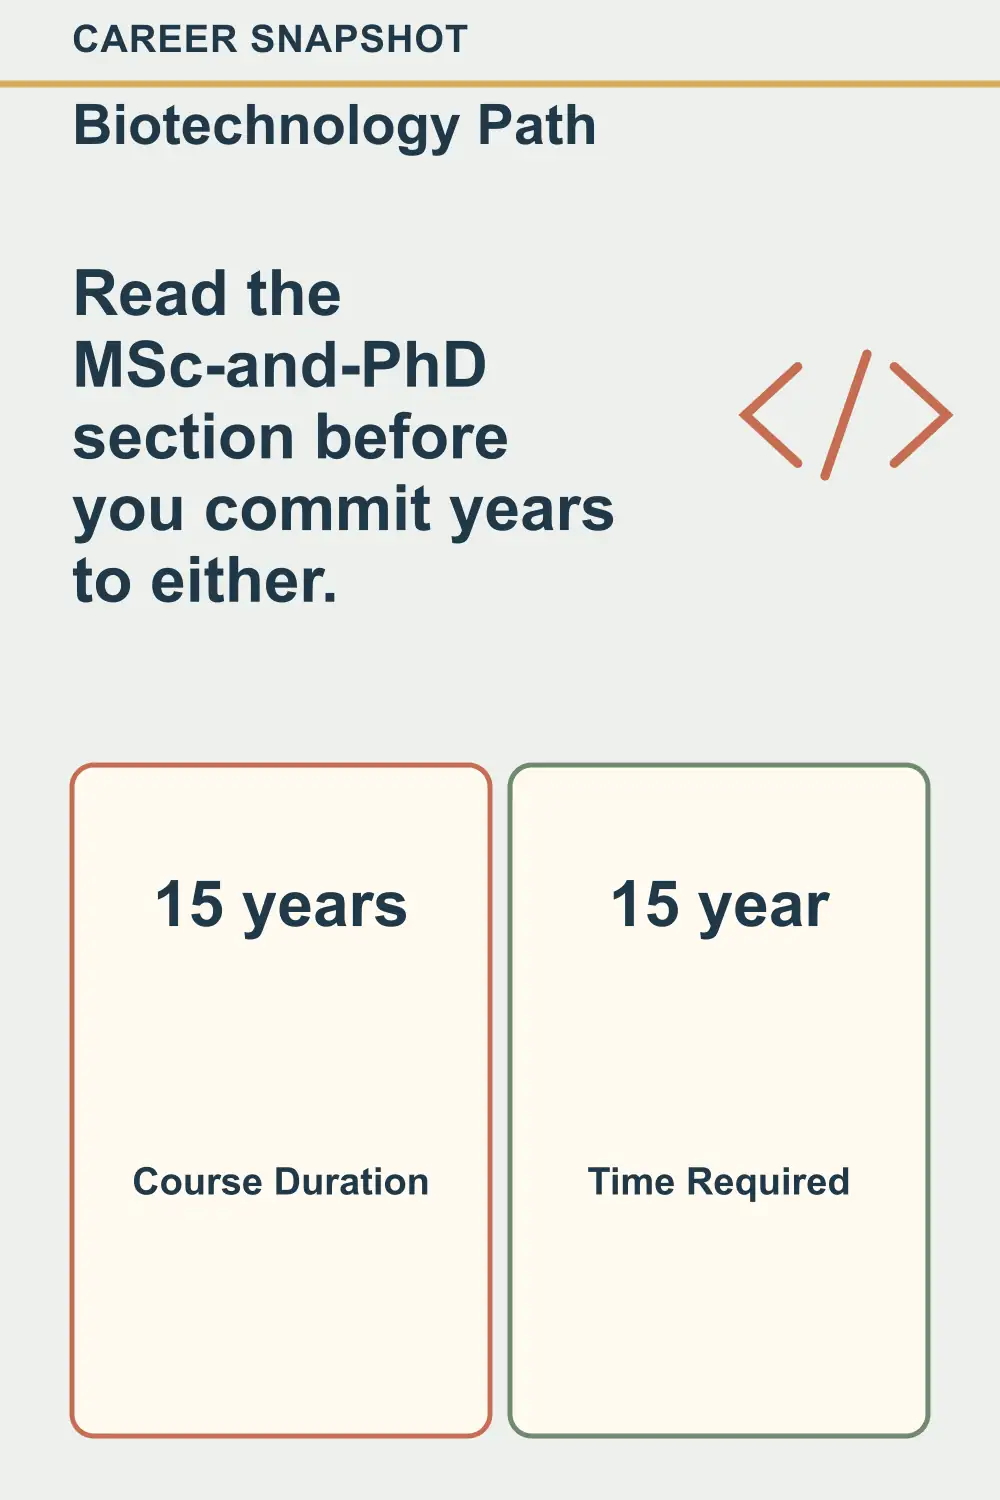 CAREER SNAPSHOT
Biotechnology Path
Read the
MSc-and-PhD
section before
you commit years
to either.
15 years
Course Duration
15 year
Time Required